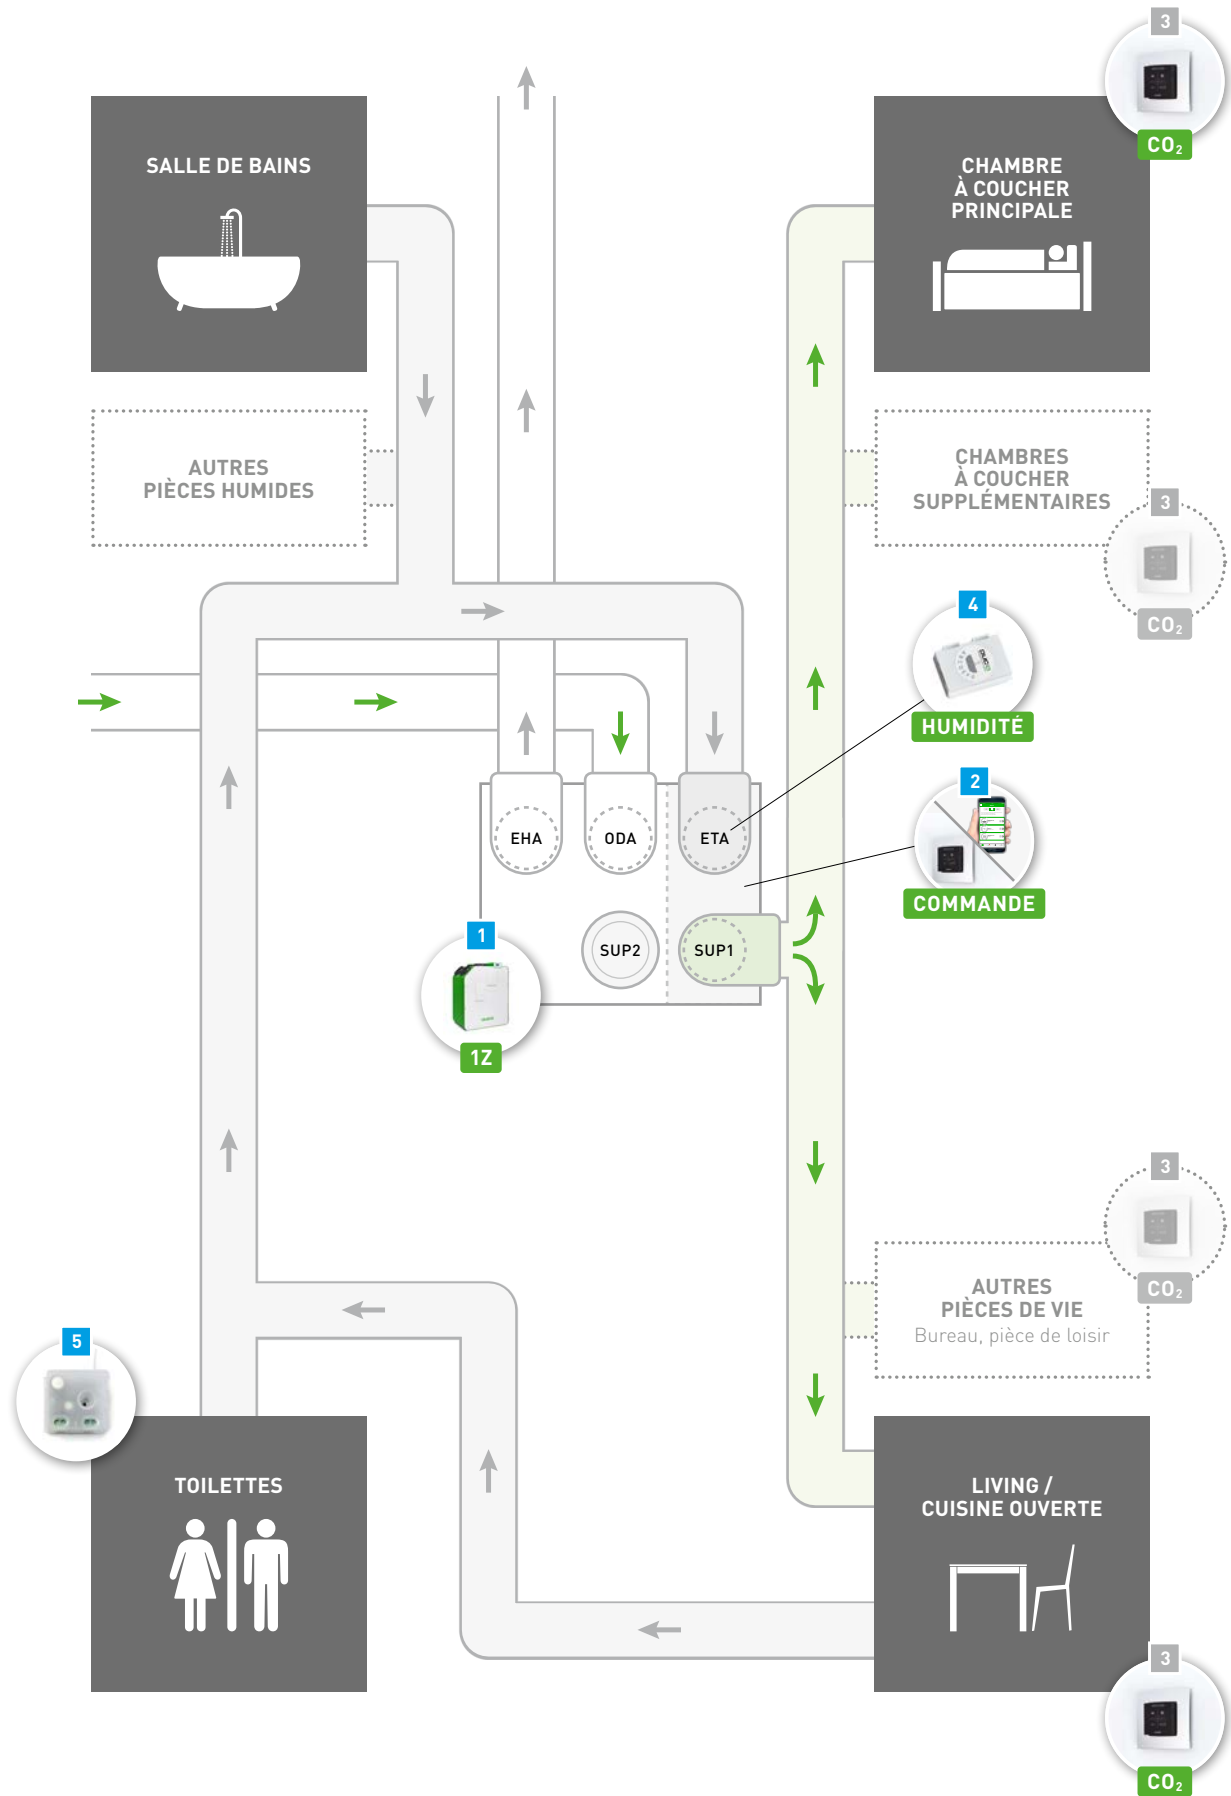 3
CO₂
SALLE DE BAINS
CHAMBRE
À COUCHER
PRINCIPALE
AUTRES
PIÈCES HUMIDES
CHAMBRES
À COUCHER
SUPPLÉMENTAIRES
3
CO₂
4
HUMIDITÉ
2
COMMANDE
EHA
ODA
ETA
SUP2
SUP1
1
1Z
3
CO₂
AUTRES
PIÈCES DE VIE
Bureau, pièce de loisir
5
TOILETTES
LIVING /
CUISINE OUVERTE
3
CO₂